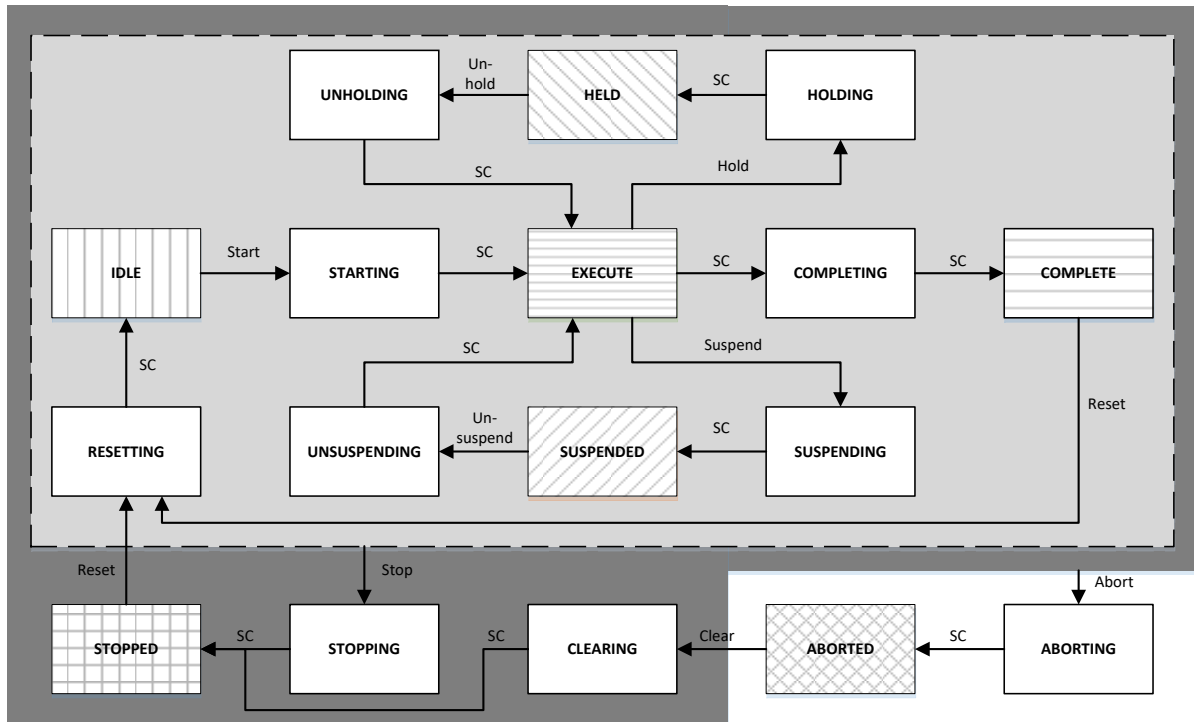 Un-
hold
SC
UNHOLDING
HELD
HOLDING
SC
Hold
Start
SC
SC
SC
IDLE
STARTING
EXECUTE
COMPLETING
COMPLETE
SC
Suspend
SC
Reset
Un-
suspend
SC
RESETTING
UNSUSPENDING
SUSPENDED
SUSPENDING
Reset
Stop
Abort
SC
SC
Clear
SC
STOPPED
STOPPING
CLEARING
ABORTED
ABORTING